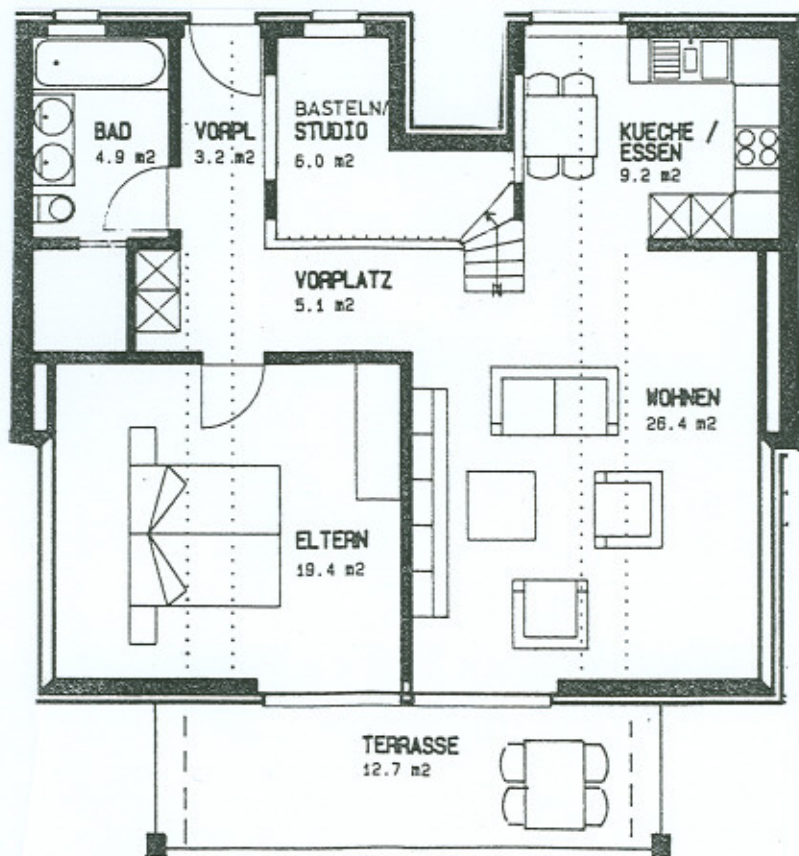 BAD
4.9 m2
VORPL
3.2 m2
BASTELN/
STUDIO
6.0 m2
KUECHE /
ESSEN
9.2 m2
VORPLATZ
5.1 m2
WOHNEN
26.4 m2
ELTERN
19.4 m2
TERRASSE
12.7 m2